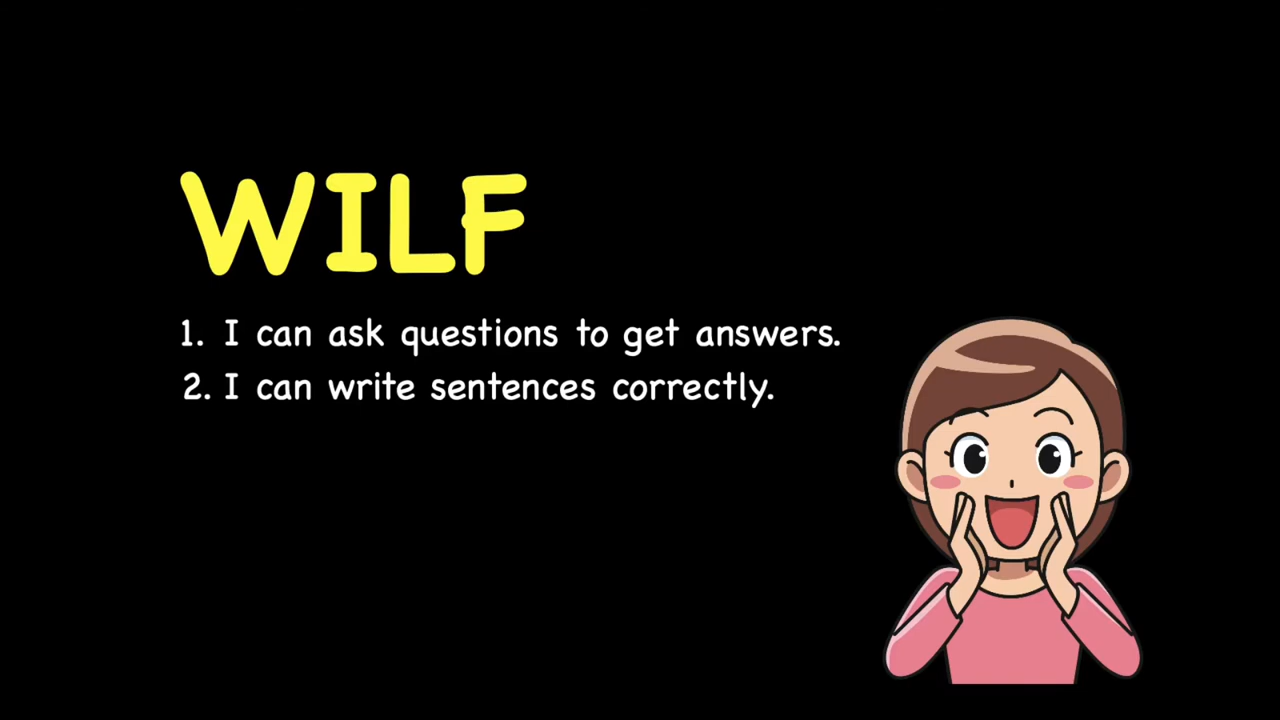 WILF
1. I can ask questions to get answers.
2. I can write sentences correctly.